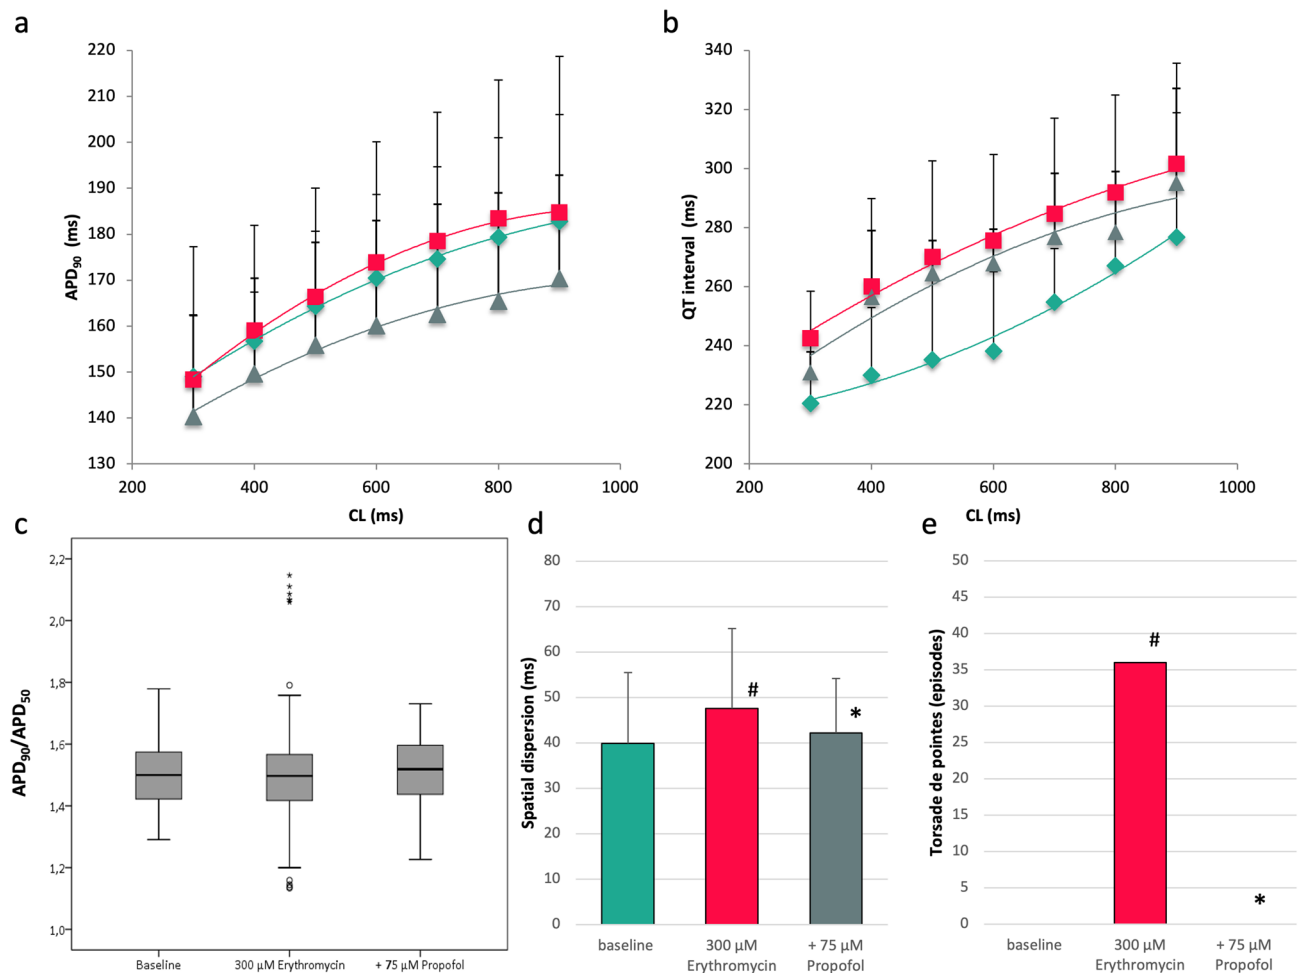 a
220
210
200
190
180
170
160
150
140
130
APD90 (ms)
200 400 600 800 1000
CL (ms)
b
340
320
300
280
260
240
220
200
QT interval (ms)
200 400 600 800 1000
CL (ms)
c
2,2
2,0
1,8
1,6
1,4
1,2
1,0
APD90/APD50
Baseline 300 µM Erythromycin + 75 µM Propofol
d
80
70
60
50
40
30
20
10
0
Spatial dispersion (ms)
#
*
baseline 300 µM + 75 µM
Erythromycin Propofol
e
50
45
40
35
30
25
20
15
10
5
0
Torsade de pointes (episodes)
#
*
baseline 300 µM + 75 µM
Erythromycin Propofol